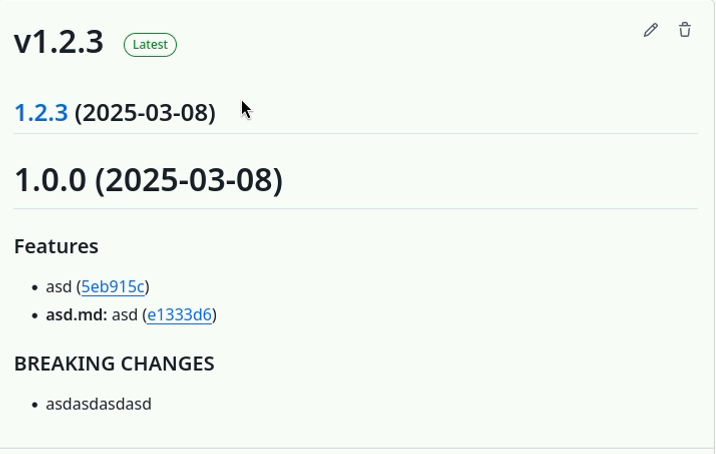 v1.2.3 Latest
1.2.3 (2025-03-08)
1.0.0 (2025-03-08)
Features
• asd (5eb915c)
• asd.md: asd (e1333d6)
BREAKING CHANGES
• asdasdasdasd